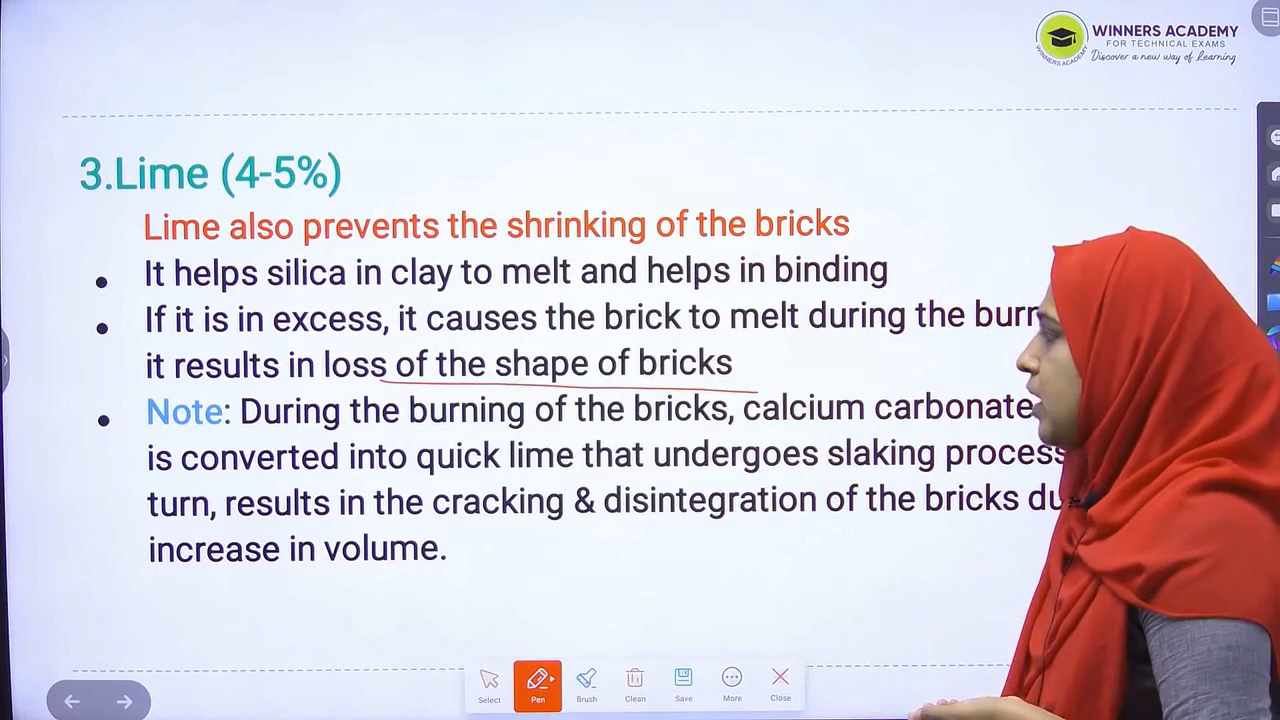 WINNERS ACADEMY
FOR TECHNICAL EXAMS
Discover a new way of Learning
WINNERS ACADEMY
3.Lime (4-5%)
Lime also prevents the shrinking of the bricks
• It helps silica in clay to melt and helps in binding
• If it is in excess, it causes the brick to melt during the
it results in loss of the shape of bricks
• Note: During the burning of the bricks, calcium carbonate
is converted into quick lime that undergoes slaking process
turn, results in the cracking & disintegration of the bricks
increase in volume.
Select
Pen
Brush
Clean
Save
More
Close